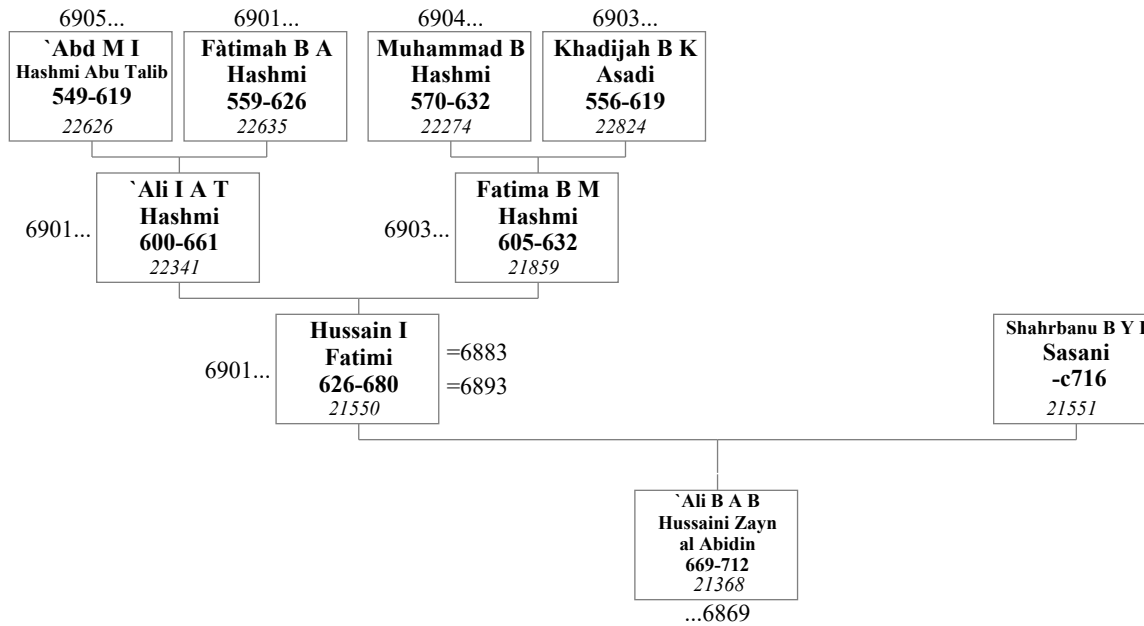 6905...
6901...
6904...
6903...
`Abd M I
Hashmi Abu Talib
549-619
22626
Fàtimah B A
Hashmi
559-626
22635
Muhammad B
Hashmi
570-632
22274
Khadijah B K
Asadi
556-619
22824
6901...
`Ali I A T
Hashmi
600-661
22341
6903...
Fatima B M
Hashmi
605-632
21859
6901...
Hussain I
Fatimi
626-680
21550
=6883
=6893
Shahrbanu B Y
Sasani
-c716
21551
`Ali B A B
Hussaini Zayn
al Abidin
669-712
21368
...6869